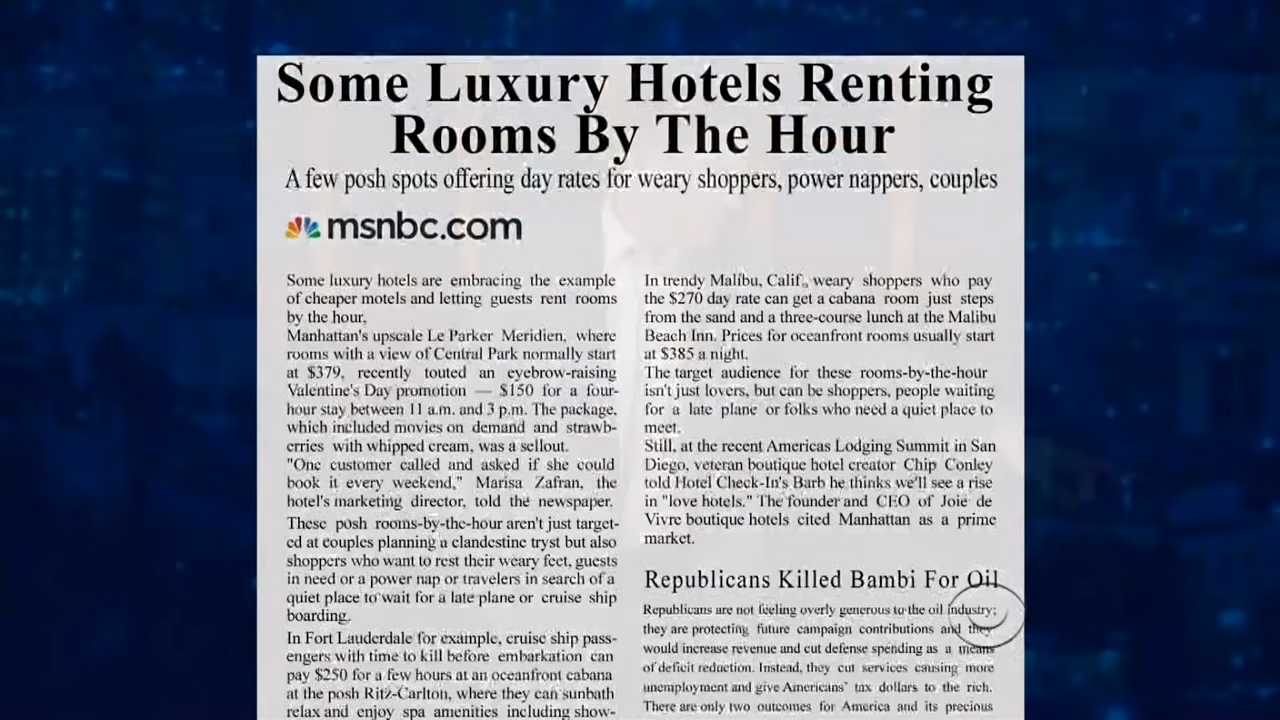 Some Luxury Hotels Renting
Rooms By The Hour
A few posh spots offering day rates for weary shoppers, power nappers, couples
msnbc.com
Some luxury hotels are embracing the example
of cheaper motels and letting guests rent rooms
by the hour.
Manhattan's upscale Le Parker Meridien, where
rooms with a view of Central Park normally start
at $379, recently touted an eyebrow-raising
Valentine's Day promotion — $150 for a four-
hour stay between 11 a.m. and 3 p.m. The package,
which included movies on demand and strawb-
erries with whipped cream, was a sellout.
"One customer called and asked if she could
book it every weekend," Marisa Zafran, the
hotel's marketing director, told the newspaper.
These posh rooms-by-the-hour aren't just target-
ed at couples planning a clandestine tryst but also
shoppers who want to rest their weary feet, guests
in need or a power nap or travelers in search of a
quiet place to wait for a late plane or cruise ship
boarding.
In Fort Lauderdale for example, cruise ship pass-
engers with time to kill before embarkation can
pay $250 for a few hours at an oceanfront cabana
at the posh Ritz-Carlton, where they can sunbath
relax and enjoy spa amenities including show-
In trendy Malibu, Calif., weary shoppers who pay
the $270 day rate can get a cabana room just steps
from the sand and a three-course lunch at the Malibu
Beach Inn. Prices for oceanfront rooms usually start
at $385 a night.
The target audience for these rooms-by-the-hour
isn't just lovers, but can be shoppers, people waiting
for a late plane or folks who need a quiet place to
meet.
Still, at the recent Americas Lodging Summit in San
Diego, veteran boutique hotel creator Chip Conley
told Hotel Check-In's Barb he thinks we'll see a rise
in "love hotels." The founder and CEO of Joie de
Vivre boutique hotels cited Manhattan as a prime
market.
Republicans Killed Bambi For Oil
Republicans are not feeling overly generous to the oil industry;
they are protecting future campaign contributions and they
would increase revenue and cut defense spending as a means
of deficit reduction. Instead, they cut services causing more
unemployment and give Americans' tax dollars to the rich.
There are only two outcomes for America and its precious